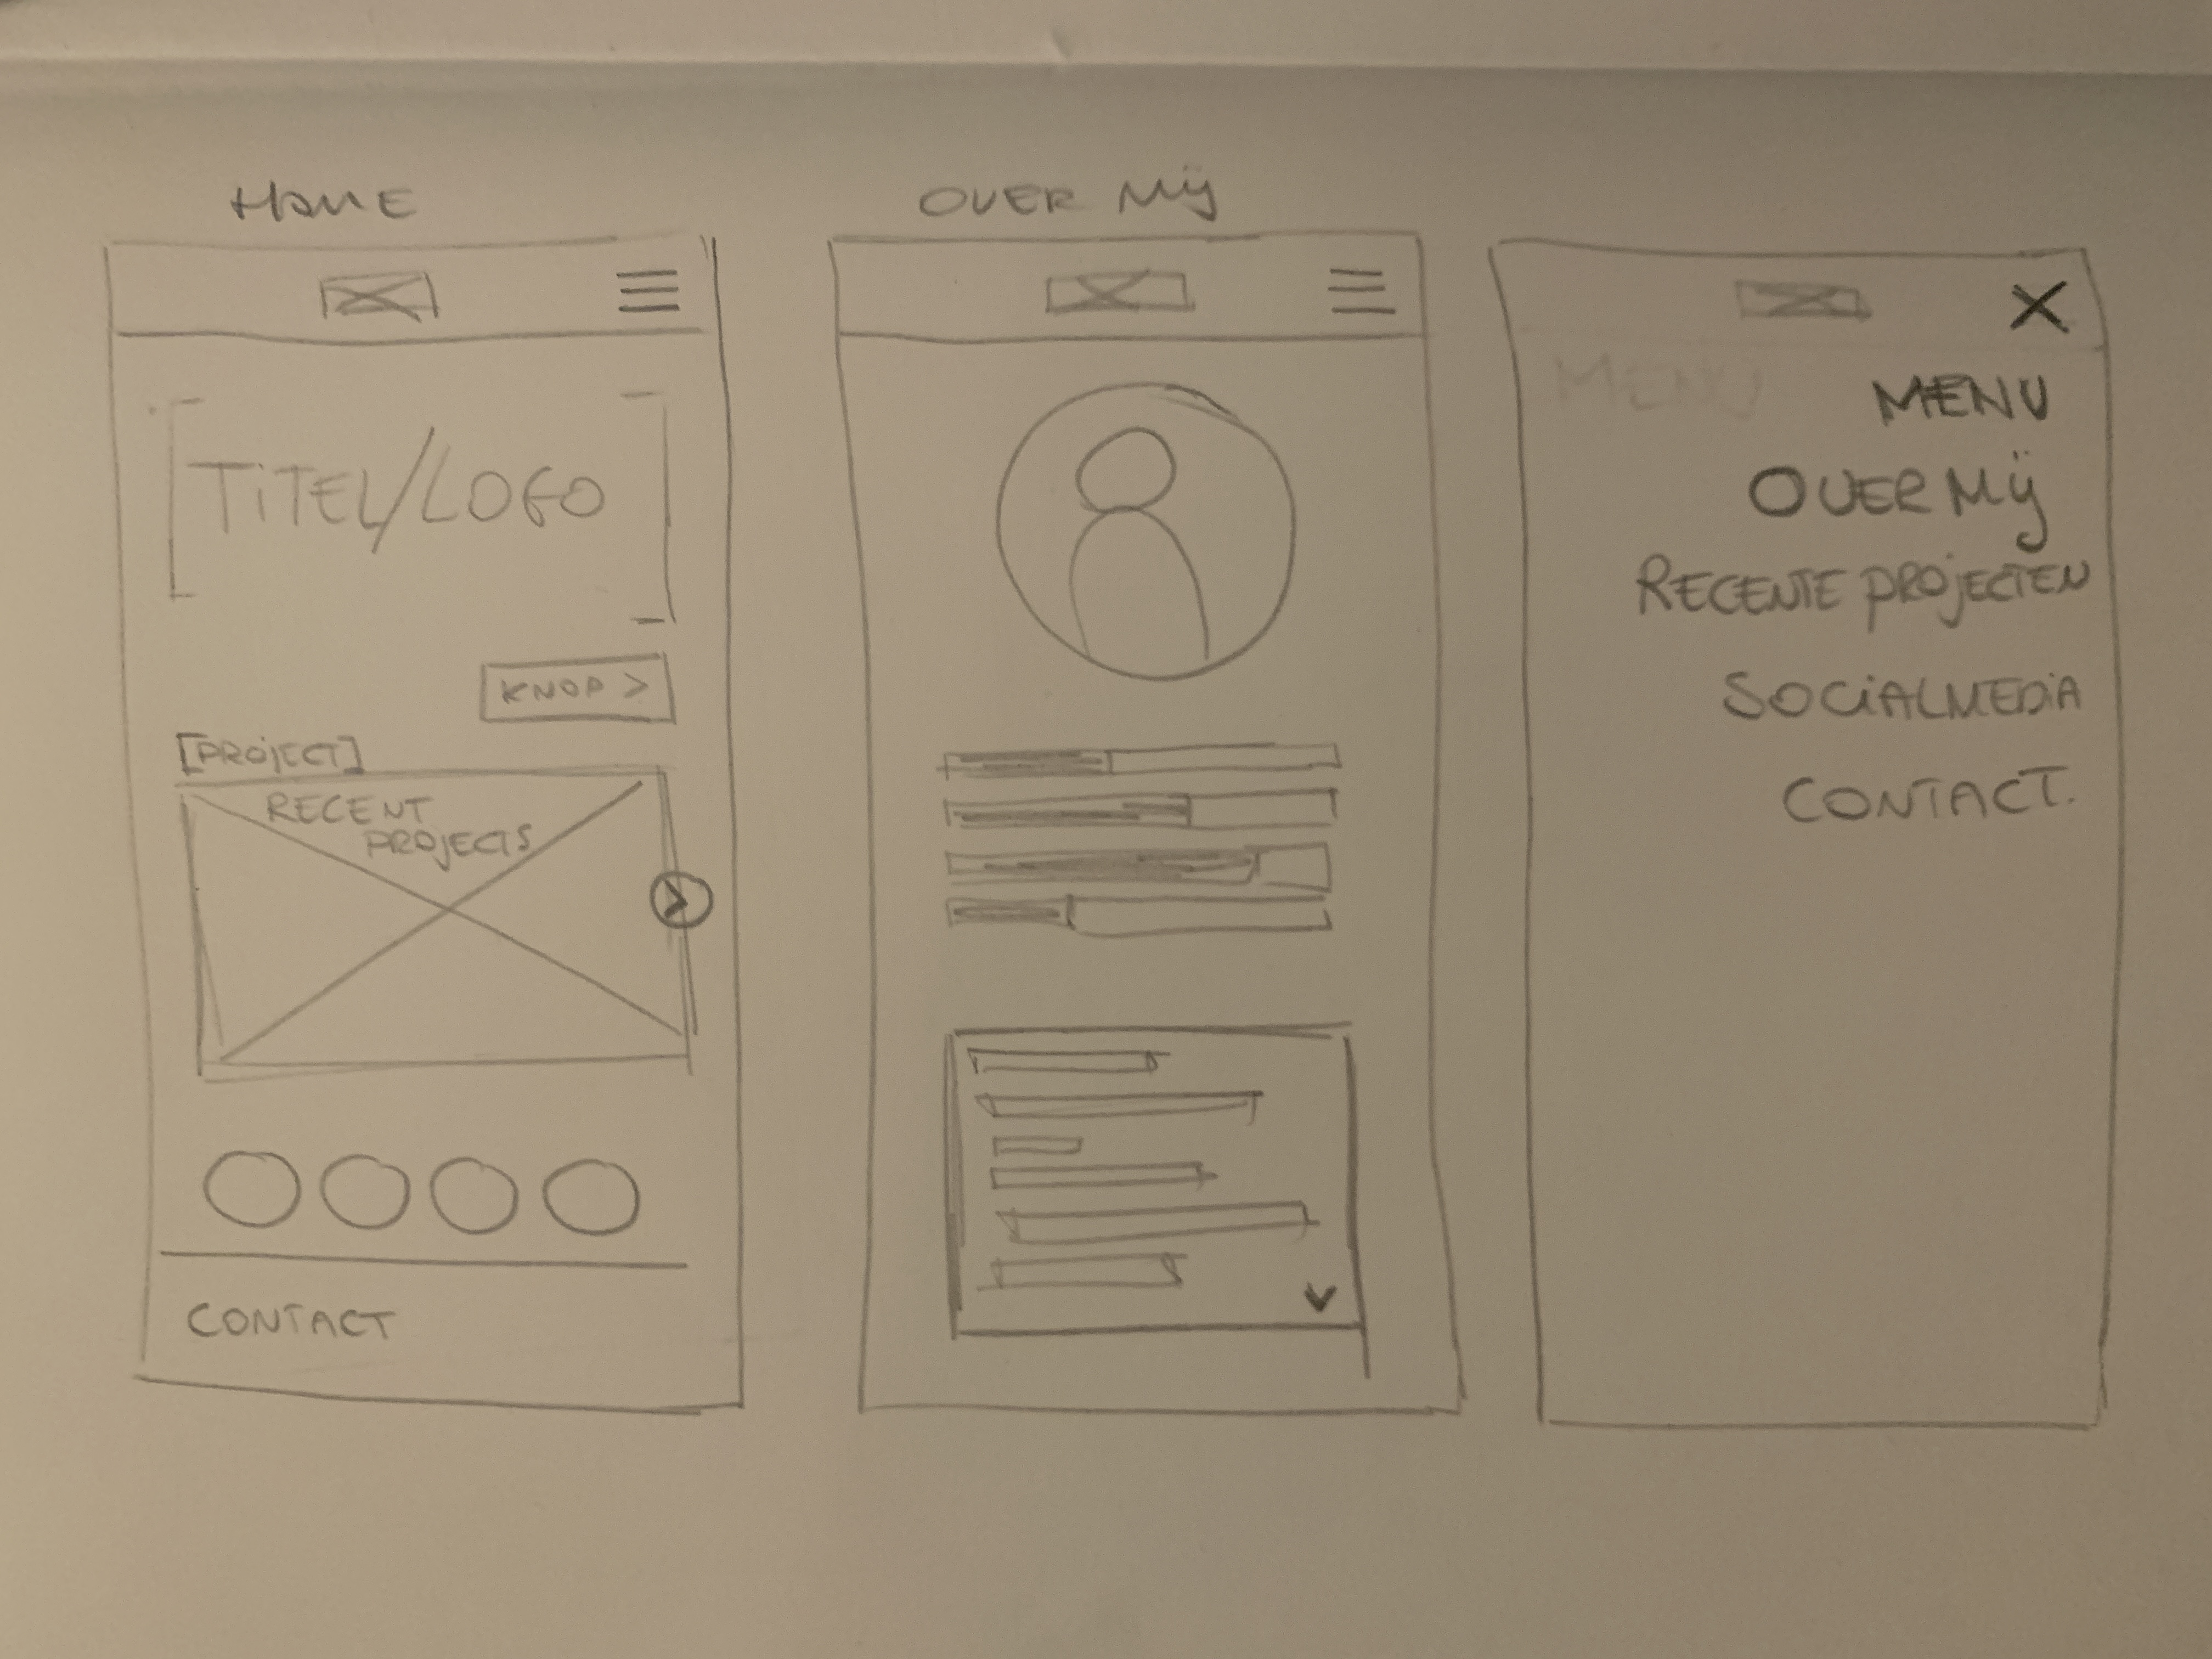 HOME
TITEL/LOGO
KNOP >
[PROJECT]
RECENT
PROJECTS
>
CONTACT
OVER MIJ
X
MENU
MENU
OVER MIJ
RECENTE PROJECTEN
SOCIALMEDIA
CONTACT.